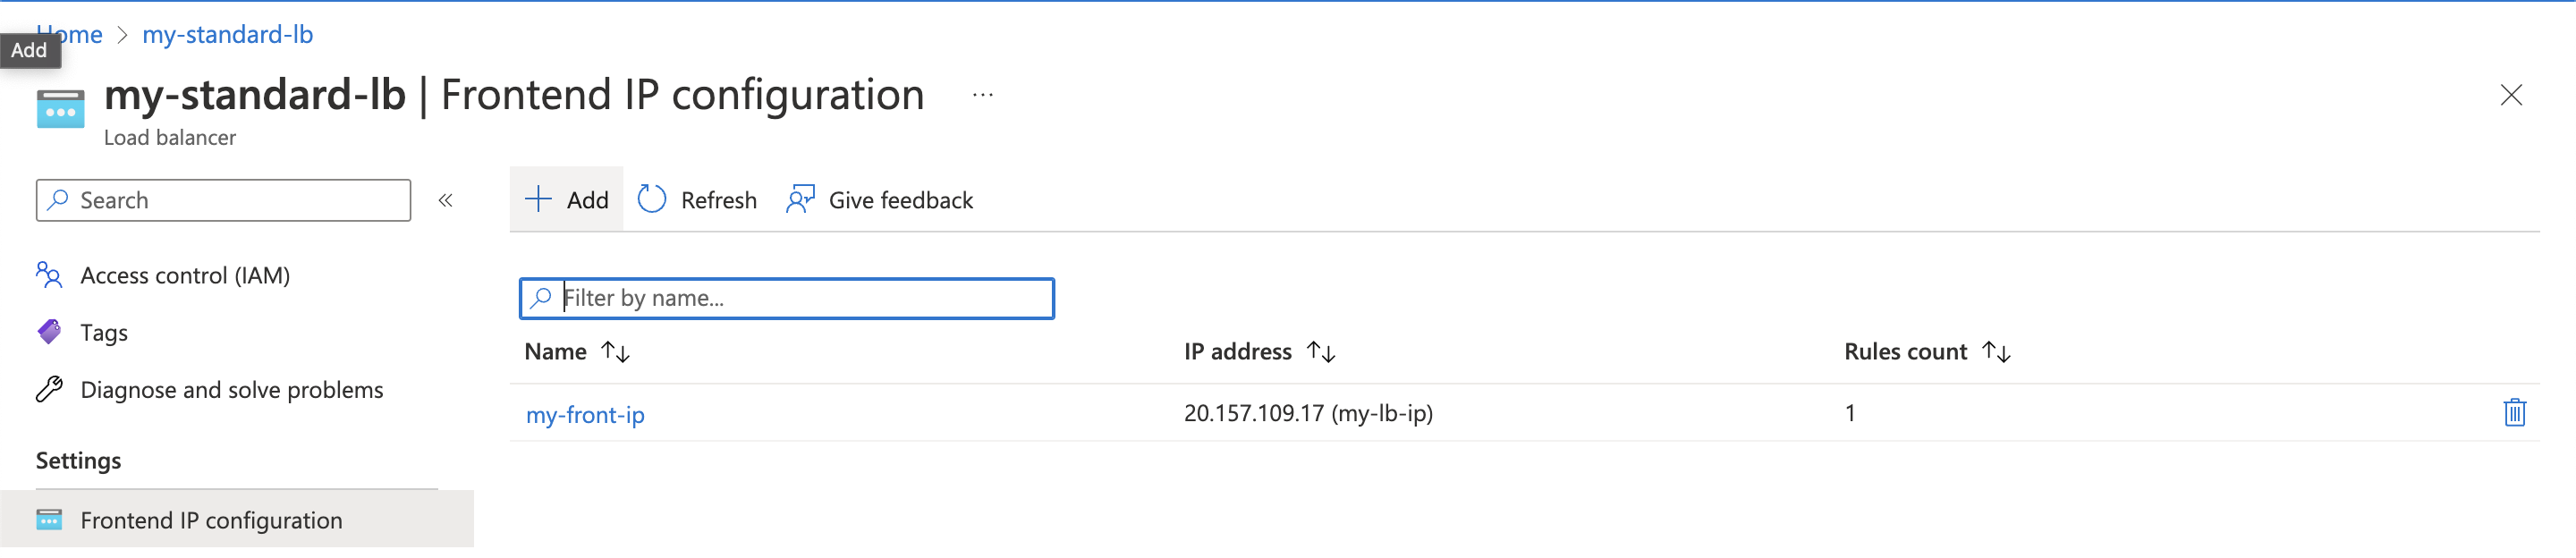 Home > my-standard-lb
Add
my-standard-lb | Frontend IP configuration ...
Load balancer
Search
«
Add
Refresh
Give feedback
Access control (IAM)
Tags
Diagnose and solve problems
Settings
Frontend IP configuration
Filter by name...
Name ↑↓ IP address ↑↓ Rules count ↑↓
my-front-ip 20.157.109.17 (my-lb-ip) 1